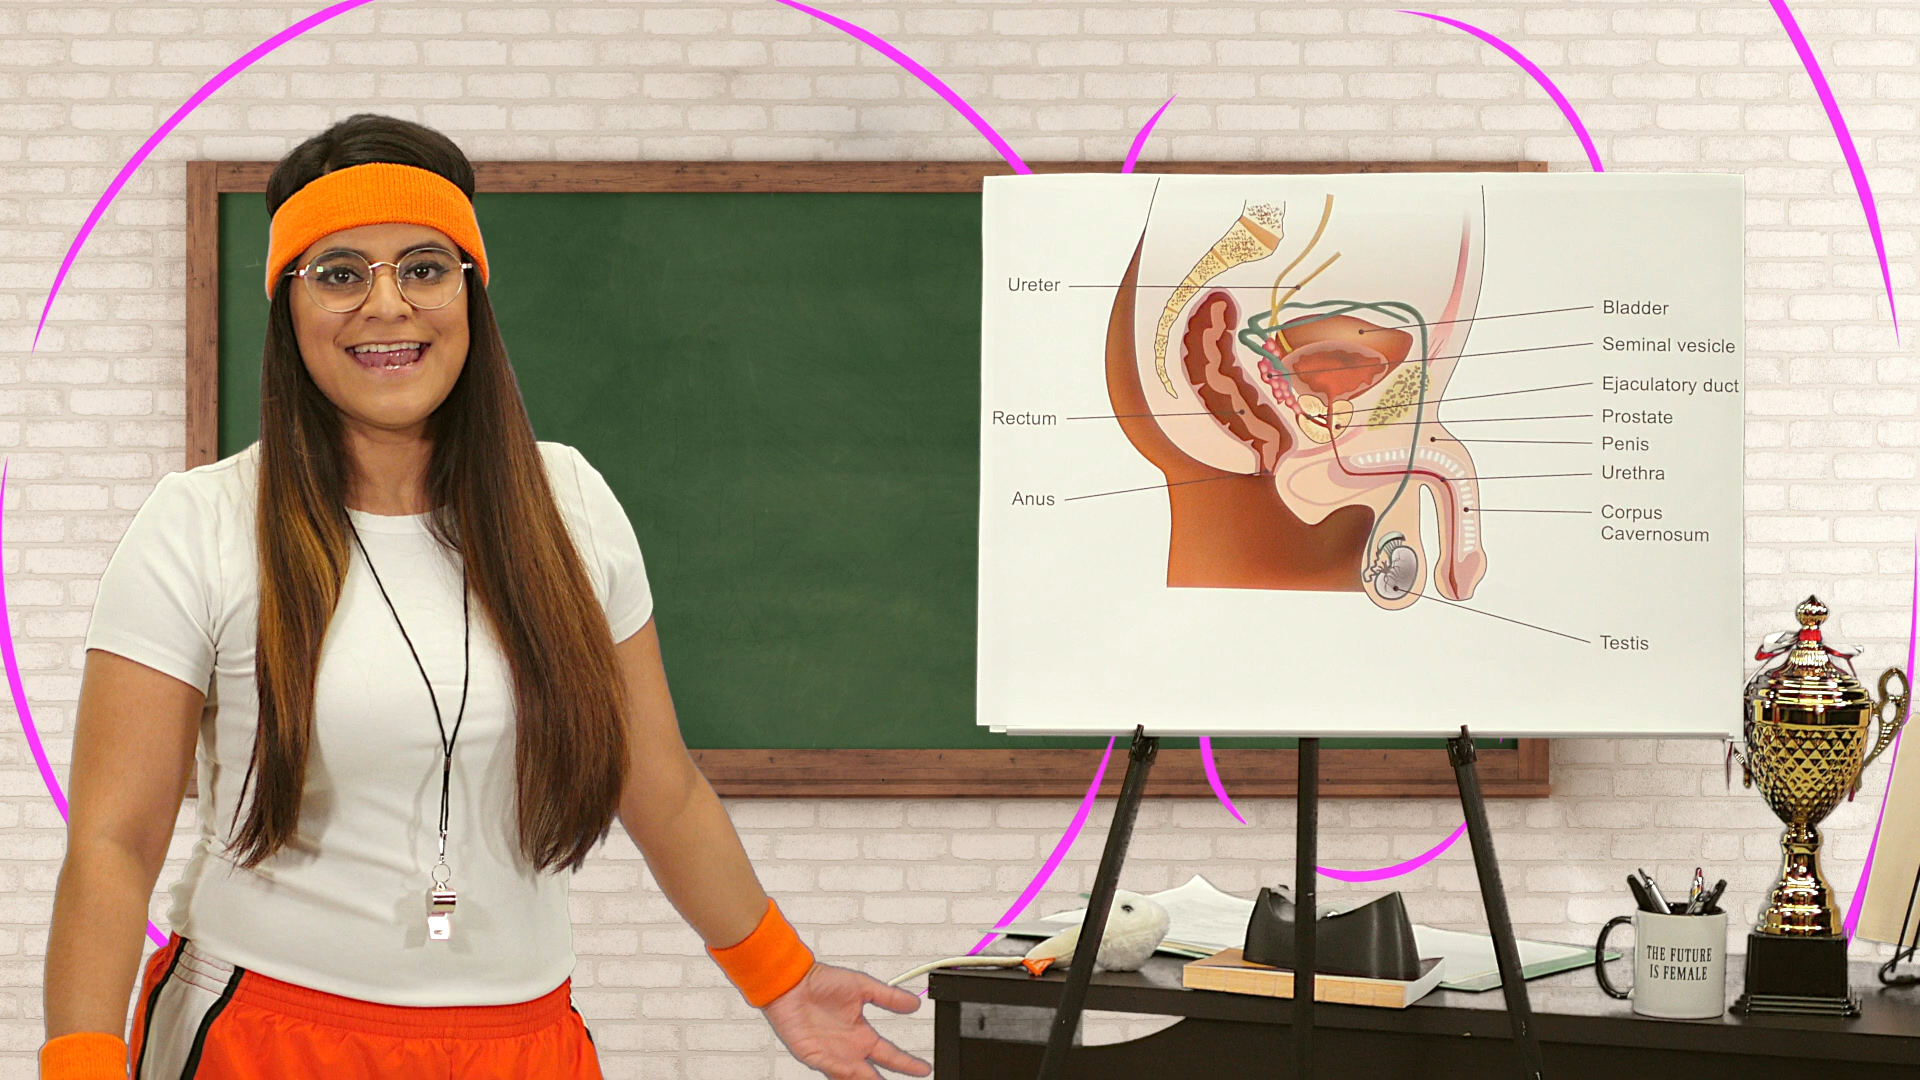 Ureter
Rectum
Anus
Bladder
Seminal vesicle
Ejaculatory duct
Prostate
Penis
Urethra
Corpus
Cavernosum
Testis
THE FUTURE
IS FEMALE